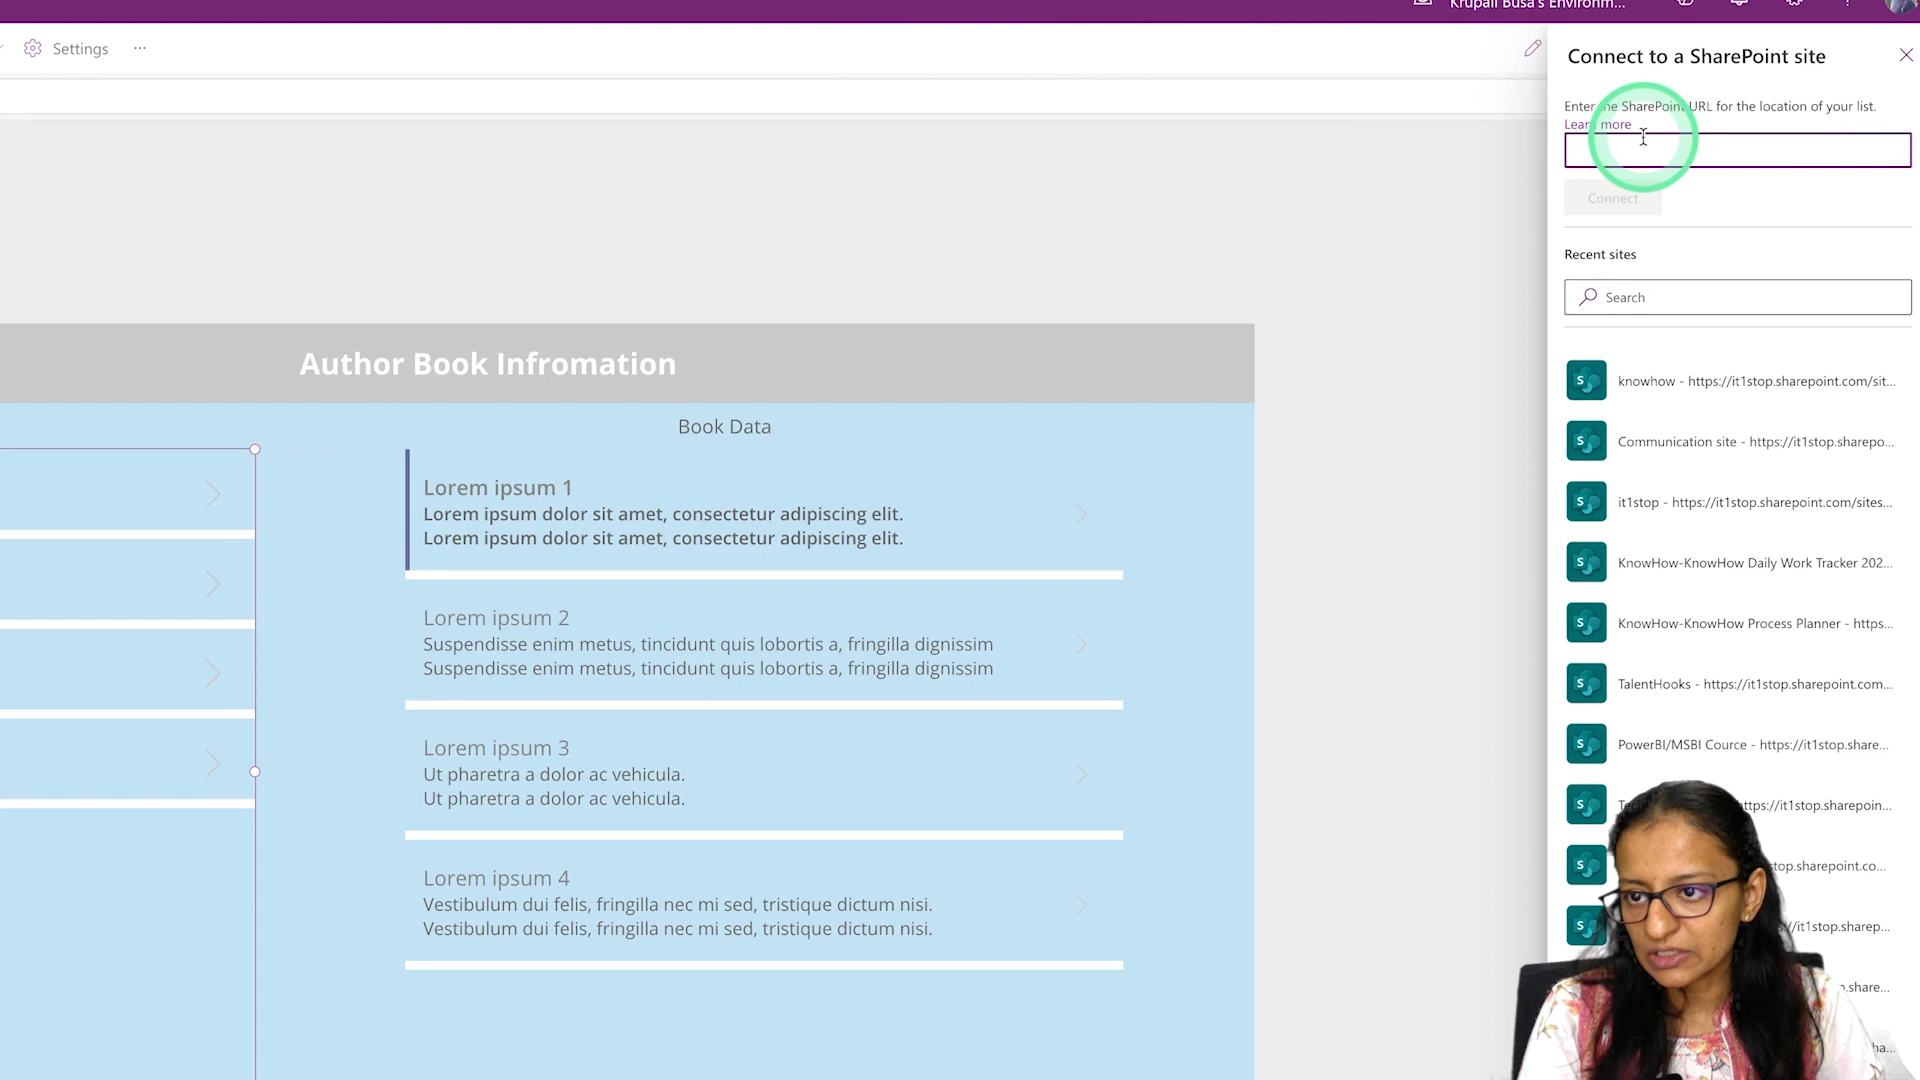 Krupali Busa's Environm...
Settings
...
Connect to a SharePoint site
Enter the SharePoint URL for the location of your list.
Learn more
Connect
Recent sites
Search
knowhow - https://it1stop.sharepoint.com/sit...
Communication site - https://it1stop.sharepo...
it1stop - https://it1stop.sharepoint.com/sites...
KnowHow-KnowHow Daily Work Tracker 202...
KnowHow-KnowHow Process Planner - https...
TalentHooks - https://it1stop.sharepoint.com...
PowerBI/MSBI Cource - https://it1stop.share...
ttps://it1stop.sharepoin...
stop.sharepoint.co...
s://it1stop.sharep...
.share...
Author Book Infromation
Book Data
Lorem ipsum 1
Lorem ipsum dolor sit amet, consectetur adipiscing elit.
Lorem ipsum dolor sit amet, consectetur adipiscing elit.
Lorem ipsum 2
Suspendisse enim metus, tincidunt quis lobortis a, fringilla dignissim
Suspendisse enim metus, tincidunt quis lobortis a, fringilla dignissim
Lorem ipsum 3
Ut pharetra a dolor ac vehicula.
Ut pharetra a dolor ac vehicula.
Lorem ipsum 4
Vestibulum dui felis, fringilla nec mi sed, tristique dictum nisi.
Vestibulum dui felis, fringilla nec mi sed, tristique dictum nisi.